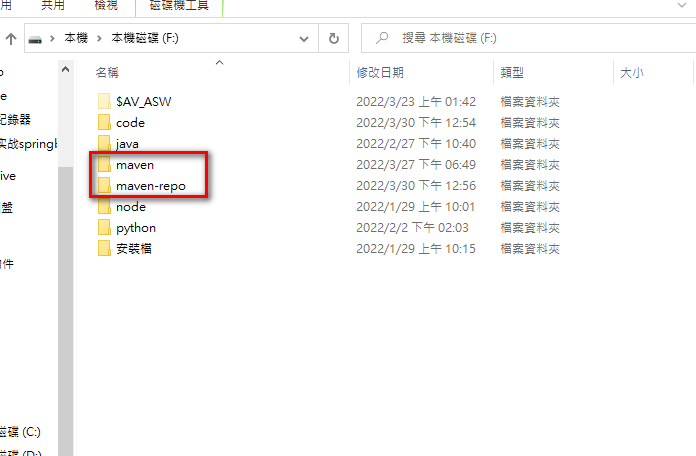 用 共用 檢視 磁碟機工具
本機 本機磁碟 (F:) 搜尋 本機磁碟 (F:)
名稱 修改日期 類型 大小
$AV_ASW 2022/3/23 上午 01:42 檔案資料夾
code 2022/3/30 下午 12:54 檔案資料夾
java 2022/2/27 下午 10:40 檔案資料夾
maven 2022/3/27 下午 06:49 檔案資料夾
maven-repo 2022/3/30 下午 12:56 檔案資料夾
node 2022/1/29 上午 10:01 檔案資料夾
python 2022/2/2 下午 02:03 檔案資料夾
安裝檔 2022/1/29 上午 10:15 檔案資料夾
o
e
記錄器
实战springb
ive
盤
件
磁碟 (C:)
磁碟 (D:)